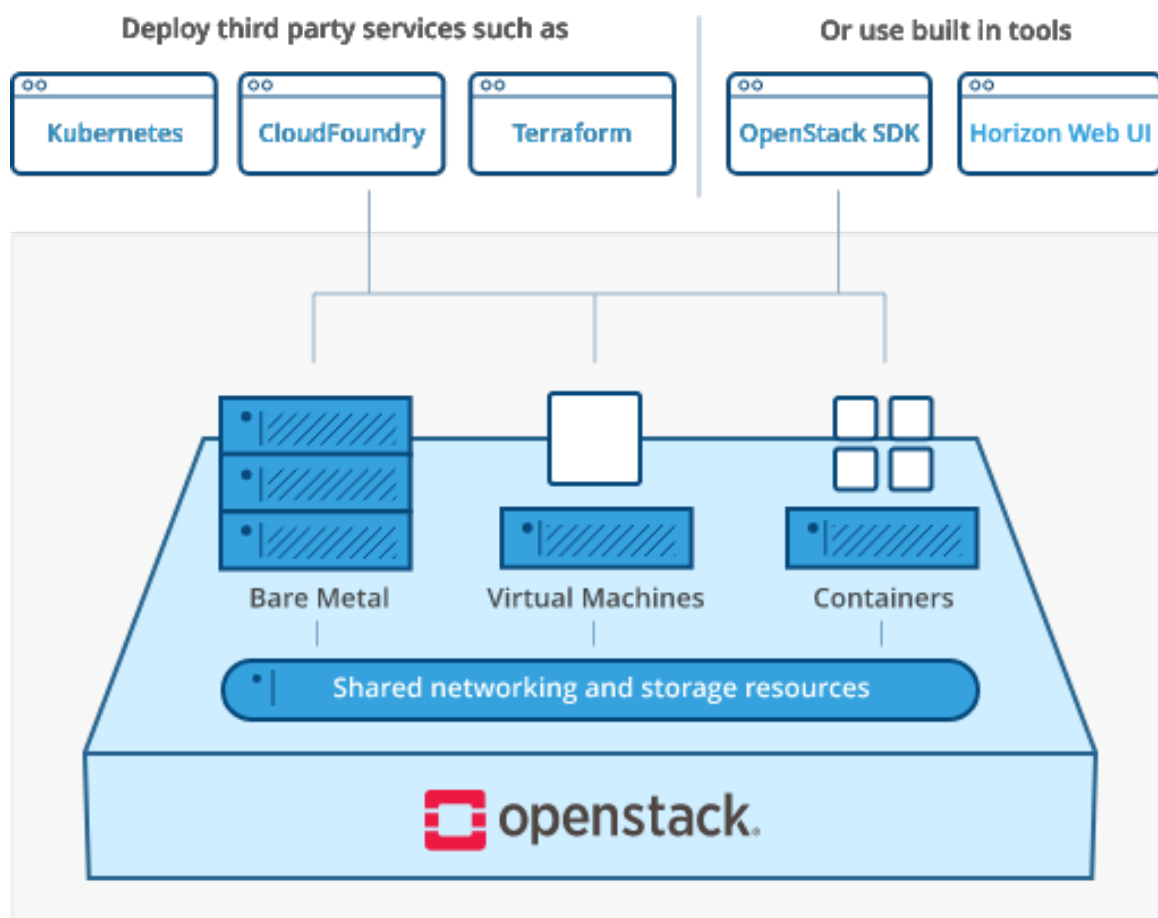 Deploy third party services such as
Or use built in tools
Kubernetes
CloudFoundry
Terraform
OpenStack SDK
Horizon Web UI
Bare Metal
Virtual Machines
Containers
Shared networking and storage resources
openstack.